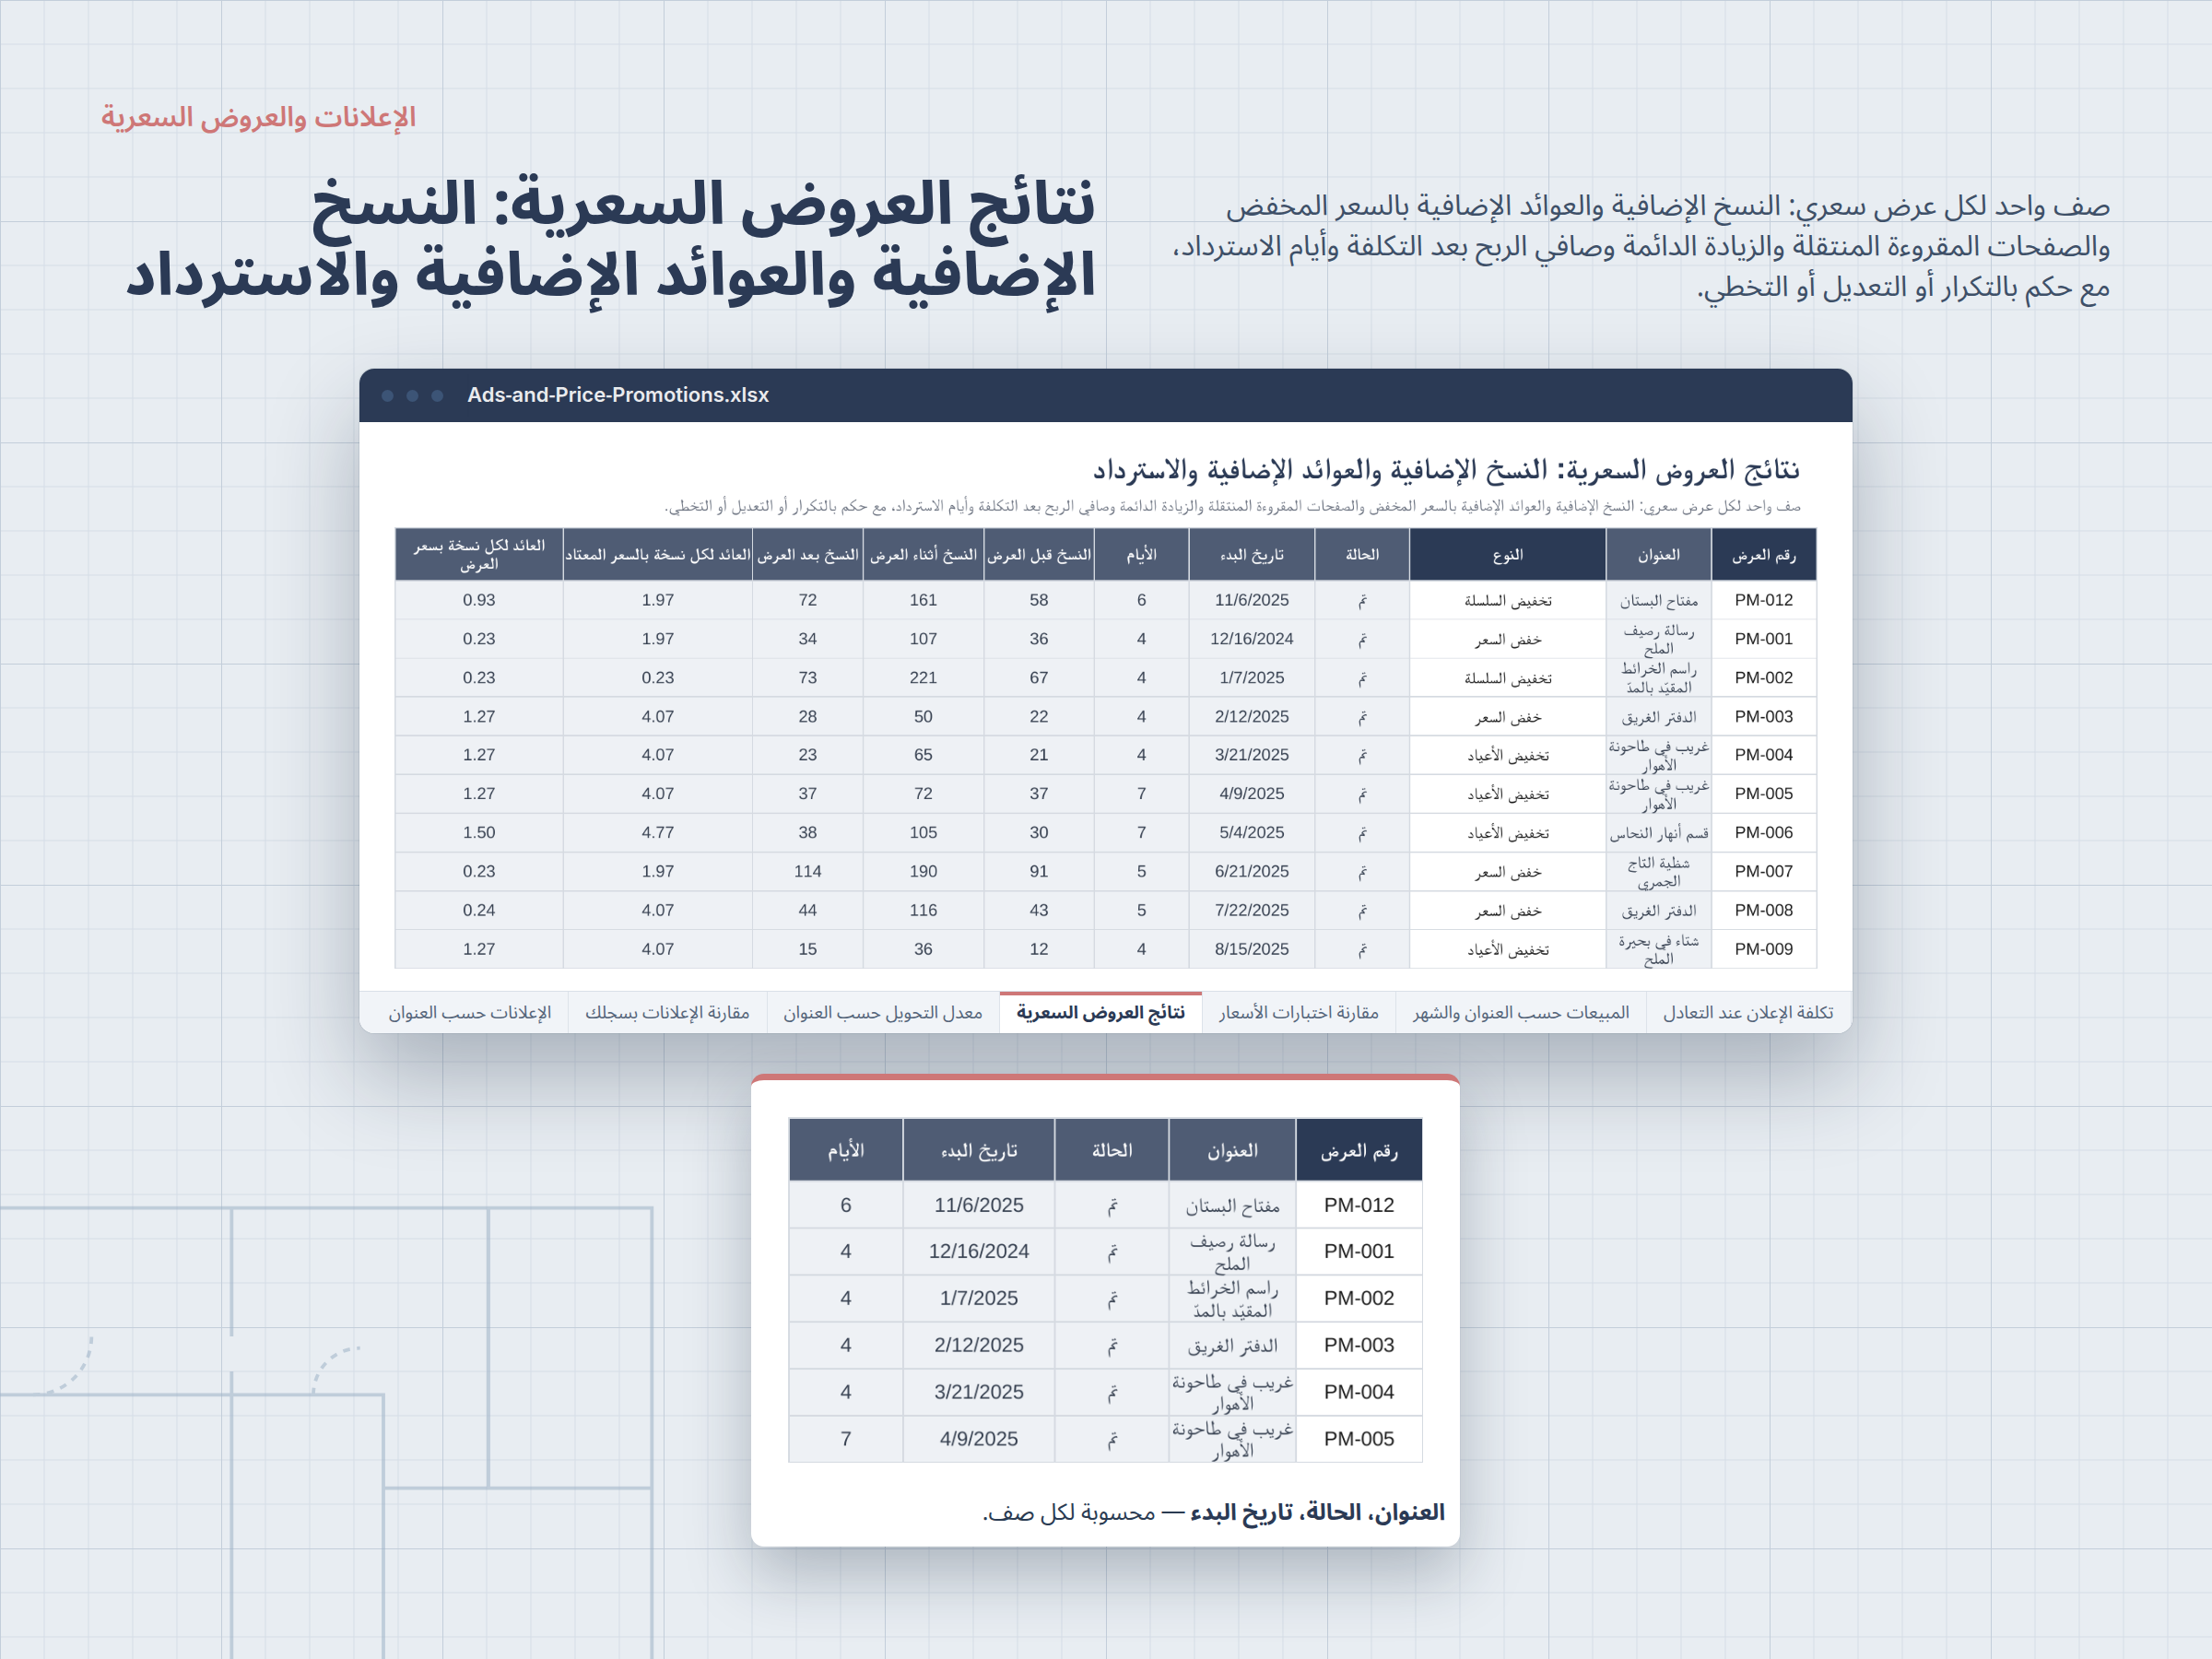 الإعلانات والعروض السعرية
نتائج العروض السعرية: النسخ
الإضافية والعوائد الإضافية والاسترداد
صف واحد لكل عرض سعري: النسخ الإضافية والعوائد الإضافية بالسعر المخفض
والصفحات المقروءة المنتقلة والزيادة الدائمة وصافي الربح بعد التكلفة وأيام الاسترداد،
مع حكم بالتكرار أو التعديل أو التخطي.
Ads-and-Price-Promotions.xlsx
نتائج العروض السعرية: النسخ الإضافية والعوائد الإضافية والاسترداد
صف واحد لكل عرض سعري: النسخ الإضافية والعوائد الإضافية بالسعر المخفض والصفحات المقروءة المنتقلة والزيادة الدائمة وصافي الربح بعد التكلفة وأيام الاسترداد، مع حكم بالتكرار أو التعديل أو التخطي.
رقم العرض العنوان النوع الحالة تاريخ البدء الأيام النسخ قبل العرض النسخ أثناء العرض النسخ بعد العرض العائد لكل نسخة بالسعر المعتاد العائد لكل نسخة بسعر العرض
PM-012 مفتاح البستان تخفيض السلسلة تم 11/6/2025 6 58 161 72 1.97 0.93
PM-001 رسالة رصيف الملح خفض السعر تم 12/16/2024 4 36 107 34 1.97 0.23
PM-002 راسم الخرائط المقيّد بالمدّ تخفيض السلسلة تم 1/7/2025 4 67 221 73 0.23 0.23
PM-003 الدفتر الغريق خفض السعر تم 2/12/2025 4 22 50 28 4.07 1.27
PM-004 غريب في طاحونة الأهوار تخفيض الأعياد تم 3/21/2025 4 21 65 23 4.07 1.27
PM-005 غريب في طاحونة الأهوار تخفيض الأعياد تم 4/9/2025 7 37 72 37 4.07 1.27
PM-006 قسم أنهار النحاس تخفيض الأعياد تم 5/4/2025 7 30 105 38 4.77 1.50
PM-007 شظية التاج الجمري خفض السعر تم 6/21/2025 5 91 190 114 1.97 0.23
PM-008 الدفتر الغريق خفض السعر تم 7/22/2025 5 43 116 44 4.07 0.24
PM-009 شتاء في بحيرة الملح تخفيض الأعياد تم 8/15/2025 4 12 36 15 4.07 1.27
تكلفة الإعلان عند التعادل المبيعات حسب العنوان والشهر مقارنة اختبارات الأسعار نتائج العروض السعرية معدل التحويل حسب العنوان مقارنة الإعلانات بسجلك الإعلانات حسب العنوان
رقم العرض العنوان الحالة تاريخ البدء الأيام
PM-012 مفتاح البستان تم 11/6/2025 6
PM-001 رسالة رصيف الملح تم 12/16/2024 4
PM-002 راسم الخرائط المقيّد بالمدّ تم 1/7/2025 4
PM-003 الدفتر الغريق تم 2/12/2025 4
PM-004 غريب في طاحونة الأهوار تم 3/21/2025 4
PM-005 غريب في طاحونة الأهوار تم 4/9/2025 7
العنوان، الحالة، تاريخ البدء — محسوبة لكل صف.